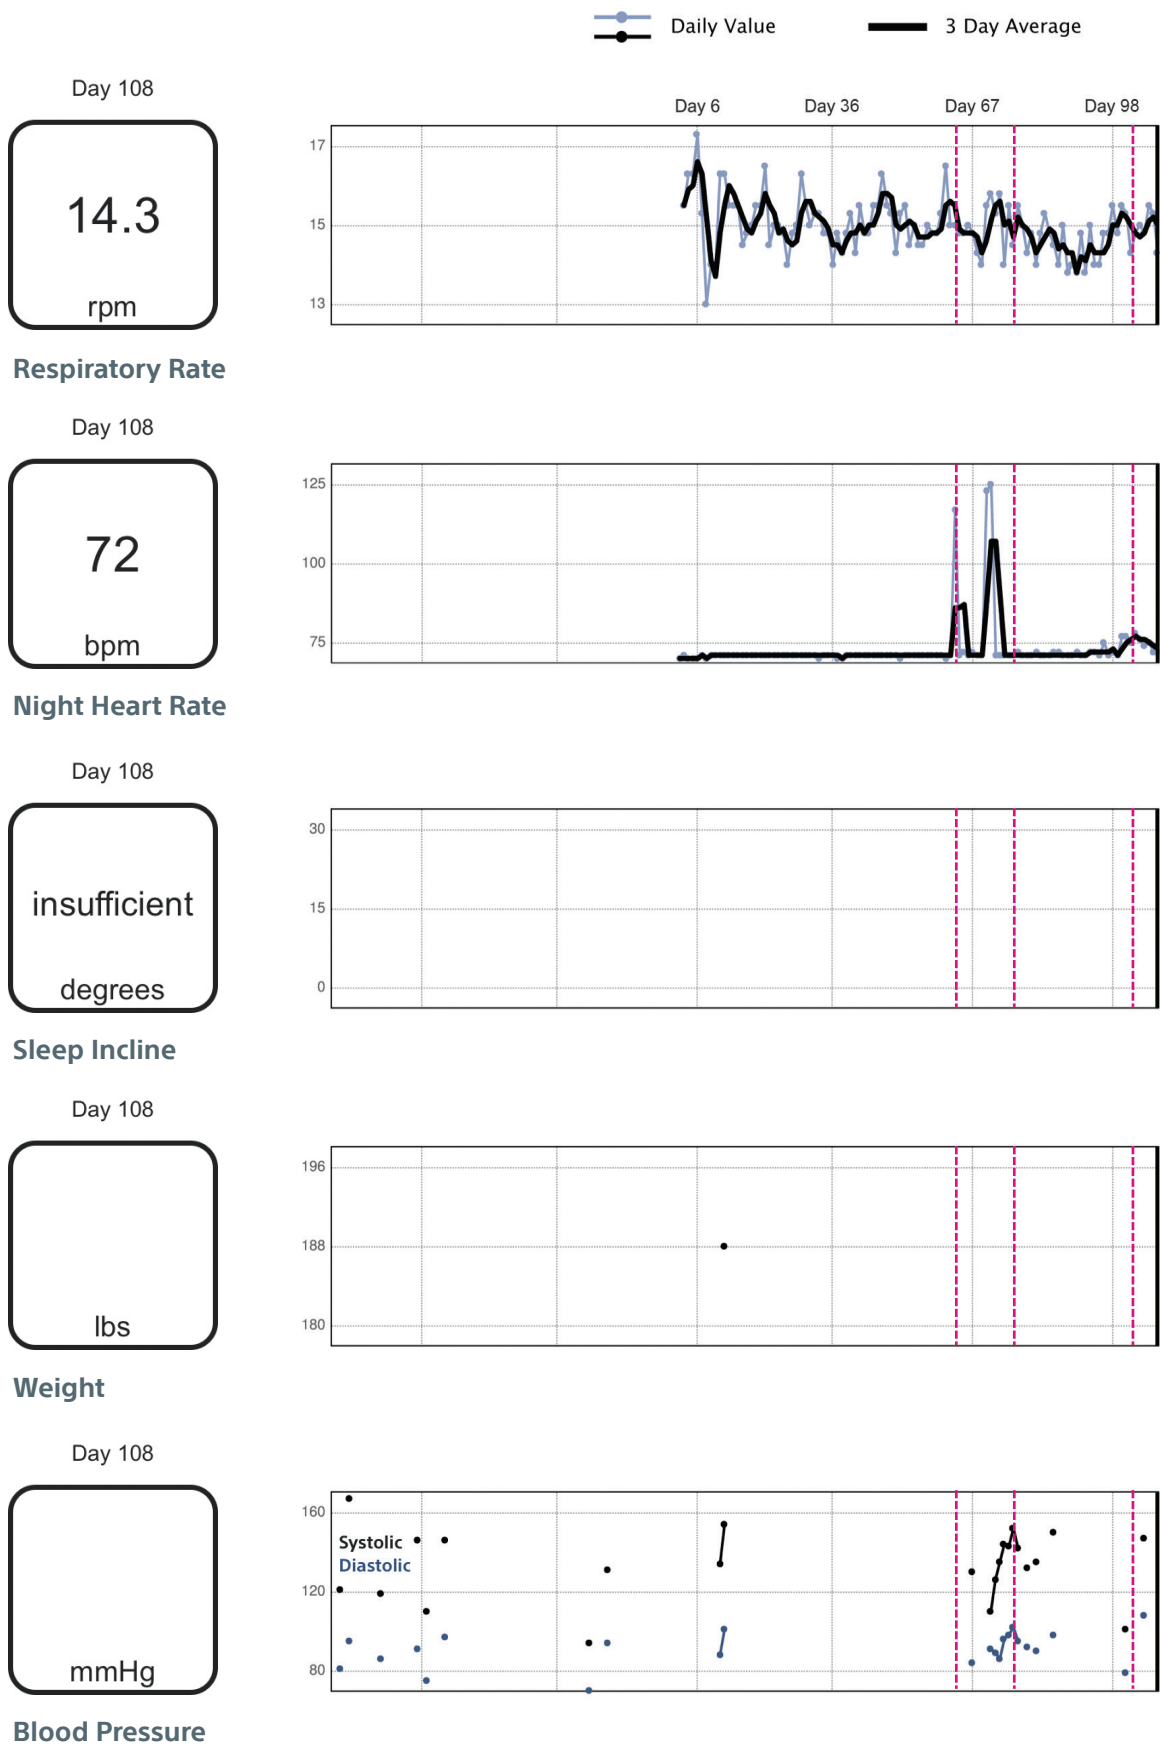 Daily Value 3 Day Average
Day 108
Day 6 Day 36 Day 67 Day 98
17
15
13
14.3
rpm
Respiratory Rate
Day 108
125
100
75
72
bpm
Night Heart Rate
Day 108
30
15
0
insufficient
degrees
Sleep Incline
Day 108
196
188
180
lbs
Weight
Day 108
160
120
80
Systolic
Diastolic
mmHg
Blood Pressure